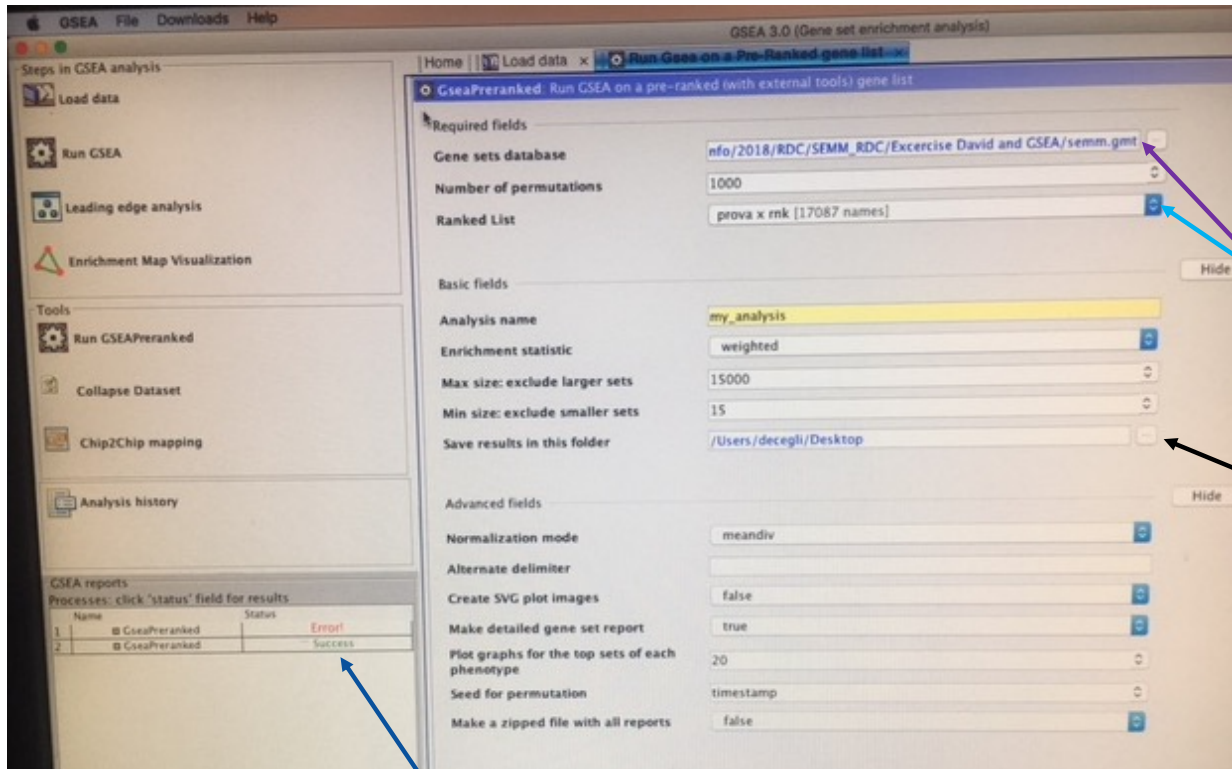 GSEA File Downloads Help
GSEA 3.0 (Gene set enrichment analysis)
Steps in GSEA analysis
Load data
Run GSEA
Leading edge analysis
Enrichment Map Visualization
Tools
Run GSEAPreranked
Collapse Dataset
Chip2Chip mapping
Analysis history
GSEA reports
Processes: click 'status' field for results
Name Status
1 GseaPreranked Error!
2 GseaPreranked Success
Home Load data × Run Gsea on a Pre-Ranked gene list ×
GseaPreranked: Run GSEA on a pre-ranked (with external tools) gene list
Required fields
Gene sets database nfo/2018/RDC/SEMM_RDC/Excercise David and GSEA/semm.gmt ...
Number of permutations 1000
Ranked List prova x rnk [17087 names]
Hide
Basic fields
Analysis name my_analysis
Enrichment statistic weighted
Max size: exclude larger sets 15000
Min size: exclude smaller sets 15
Save results in this folder /Users/decegli/Desktop ...
Hide
Advanced fields
Normalization mode meandiv
Alternate delimiter
Create SVG plot images false
Make detailed gene set report true
Plot graphs for the top sets of each
phenotype 20
Seed for permutation timestamp
Make a zipped file with all reports false